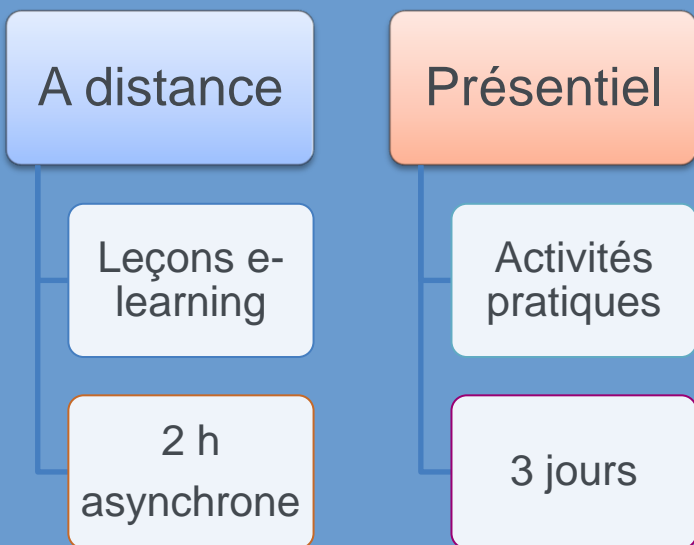 A distance
Leçons e-
learning
2 h
asynchrone
Présentiel
Activités
pratiques
3 jours